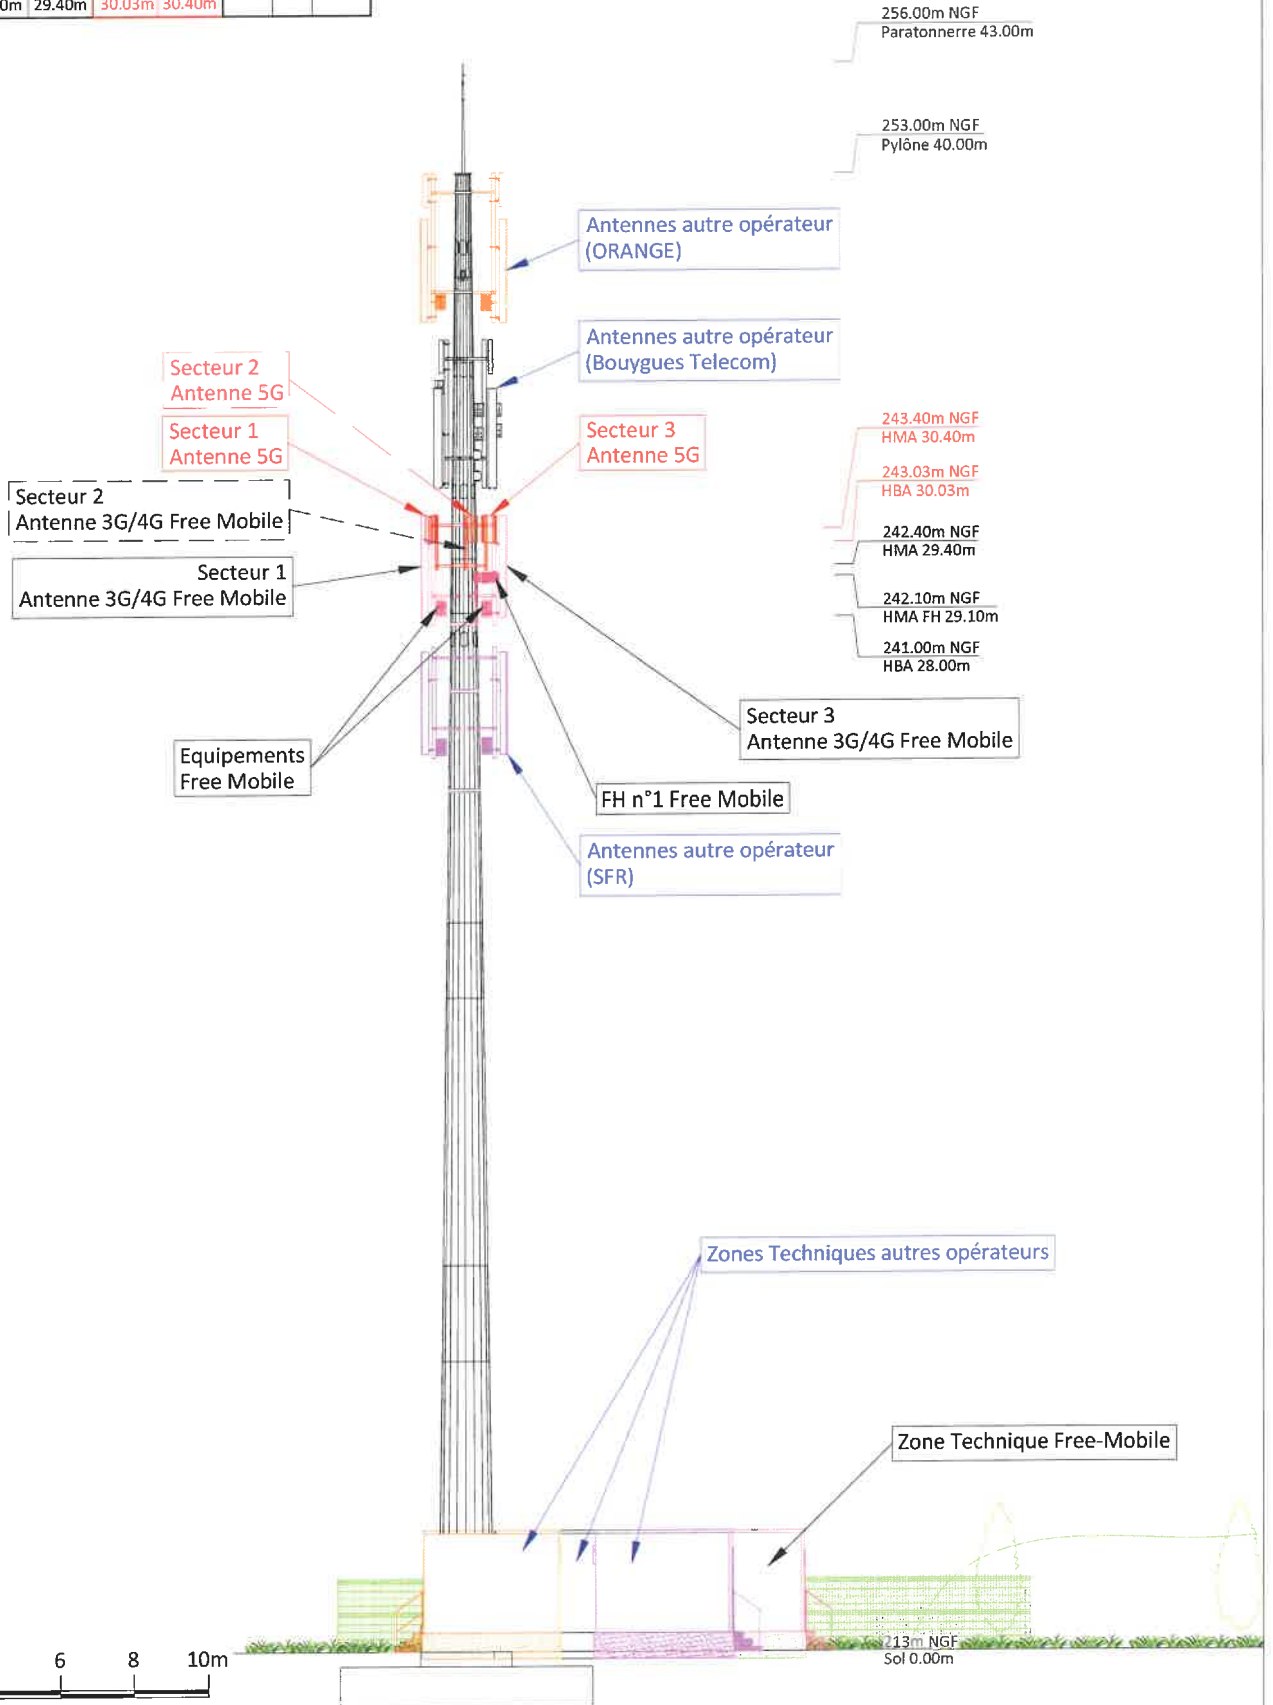 29.40m 30.03m 30.40m
256.00m NGF
Paratonnerre 43.00m
253.00m NGF
Pylône 40.00m
Antennes autre opérateur
(ORANGE)
Antennes autre opérateur
(Bouygues Telecom)
Secteur 2
Antenne 5G
Secteur 1
Antenne 5G
Secteur 3
Antenne 5G
243.40m NGF
HMA 30.40m
243.03m NGF
HBA 30.03m
Secteur 2
Antenne 3G/4G Free Mobile
242.40m NGF
HMA 29.40m
Secteur 1
Antenne 3G/4G Free Mobile
242.10m NGF
HMA FH 29.10m
241.00m NGF
HBA 28.00m
Secteur 3
Antenne 3G/4G Free Mobile
Equipements
Free Mobile
FH n°1 Free Mobile
Antennes autre opérateur
(SFR)
Zones Techniques autres opérateurs
Zone Technique Free-Mobile
213m NGF
Sol 0.00m
6 8 10m